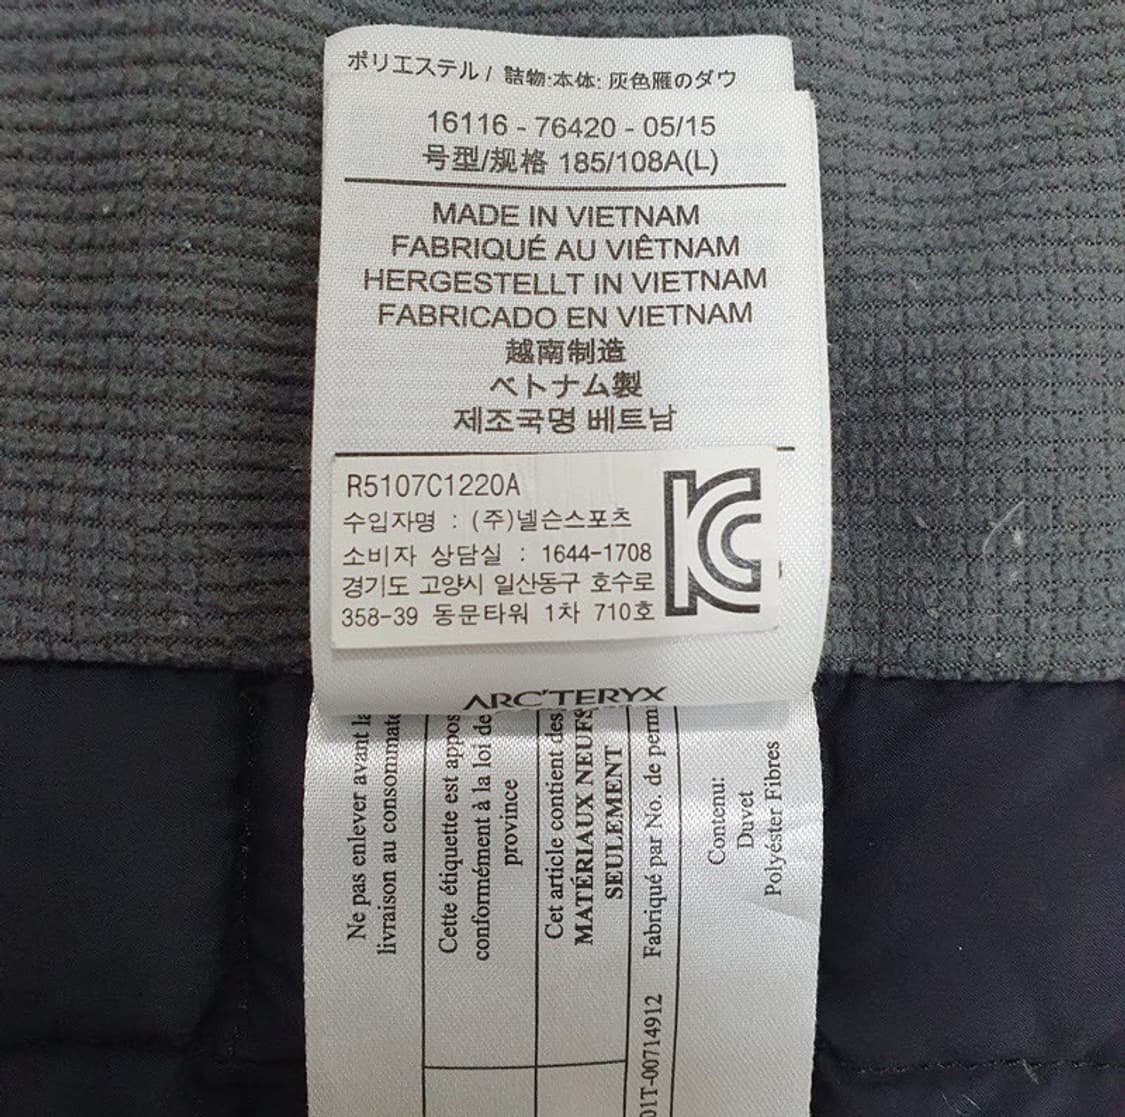 ポリエステル / 詰物:本体: 灰色雁のダウ
16116 - 76420 - 05/15
号型/规格 185/108A(L)
MADE IN VIETNAM
FABRIQUÉ AU VIÊTNAM
HERGESTELLT IN VIETNAM
FABRICADO EN VIETNAM
越南制造
ベトナム製
제조국명 베트남
R5107C1220A
수입자명 : (주)넬슨스포츠
소비자 상담실 : 1644-1708
경기도 고양시 일산동구 호수로
358-39 동문타워 1차 710호
ARC'TERYX
Ne pas enlever avant la
livraison au consommate
Cette étiquette est appos
conformément à la loi de
province
Cet article contient des
MATÉRIAUX NEUFS
SEULEMENT
Fabriqué par No. de permi
01T-00714912
Contenu:
Duvet
Polyéster Fibres